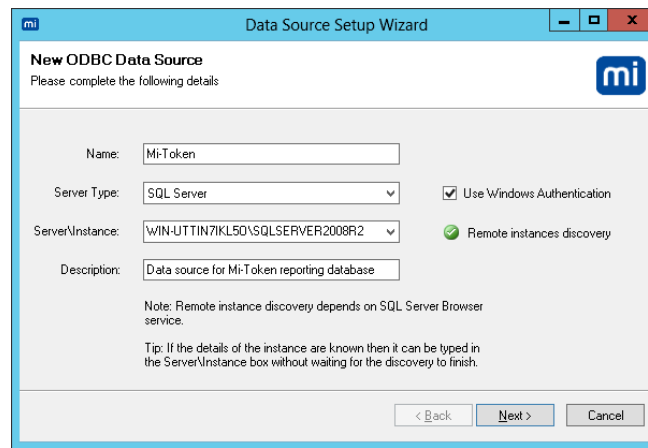 mi
Data Source Setup Wizard
New ODBC Data Source
Please complete the following details
mi
Name:
Mi-Token
Server Type:
SQL Server
Use Windows Authentication
Server\Instance:
WIN-UTTIN7IKL5O\SQLSERVER2008R2
Remote instances discovery
Description:
Data source for Mi-Token reporting database
Note: Remote instance discovery depends on SQL Server Browser
service.
Tip: If the details of the instance are known then it can be typed in
the Server\Instance box without waiting for the discovery to finish.
< Back
Next >
Cancel